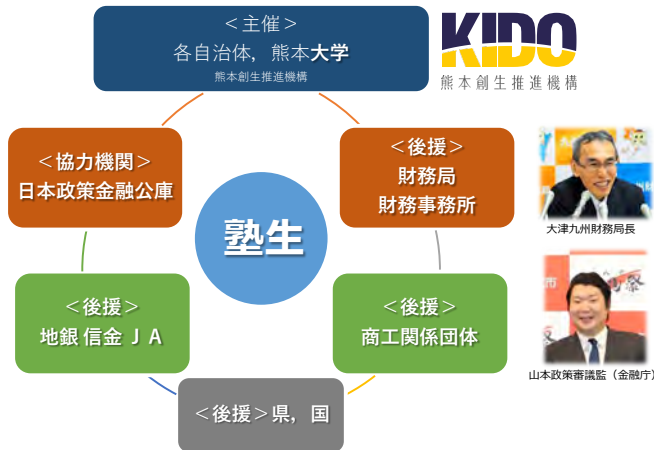 ＜主催＞
各自治体，熊本大学
熊本創生推進機構
KIDO
熊本創生推進機構
＜協力機関＞
日本政策金融公庫
＜後援＞
財務局
財務事務所
大津九州財務局長
塾生
＜後援＞
地銀 信金 ＪＡ
＜後援＞
商工関係団体
山本政策審議監（金融庁）
＜後援＞県，国